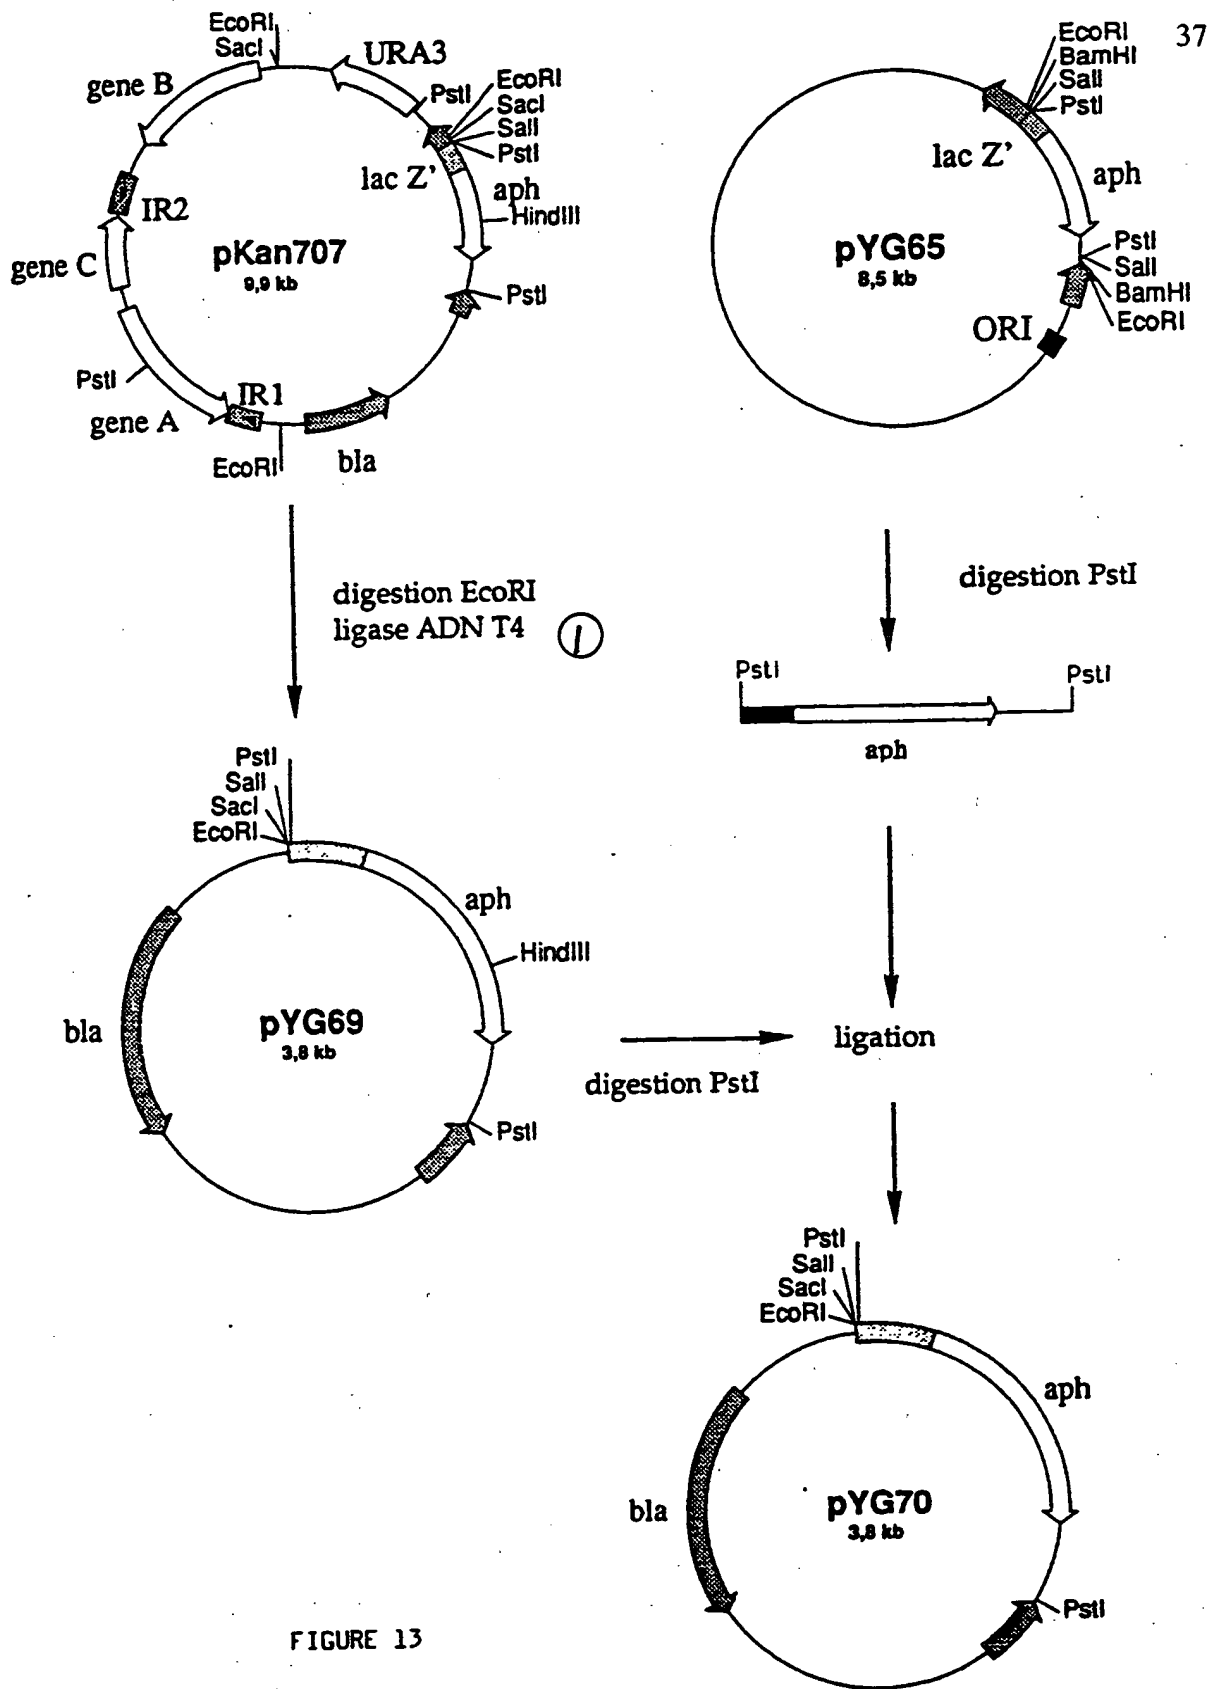 37
EcoRI
SacI
URA3
gene B
PstI
EcoRI
SacI
SalI
PstI
lac Z'
aph
HindIII
IR2
pKan707
9,9 kb
gene C
PstI
PstI
IR1
gene A
EcoRI
bla
EcoRI
BamHI
SalI
PstI
lac Z'
aph
pYG65
8,5 kb
PstI
SalI
BamHI
EcoRI
ORI
digestion EcoRI
ligase ADN T4
1
digestion PstI
PstI
PstI
aph
PstI
SalI
SacI
EcoRI
aph
HindIII
bla
pYG69
3,8 kb
PstI
digestion PstI
ligation
PstI
SalI
SacI
EcoRI
aph
bla
pYG70
3,8 kb
PstI
FIGURE 13